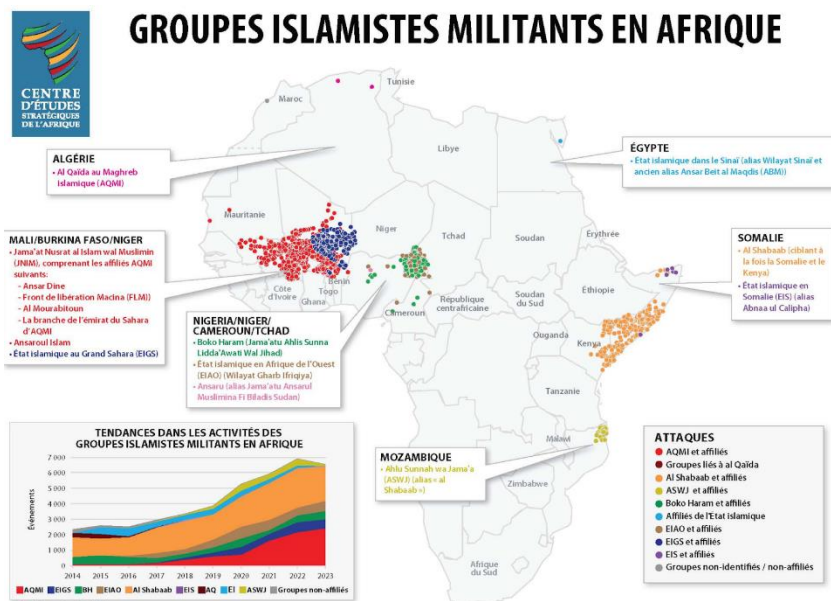 GROUPES ISLAMISTES MILITANTS EN AFRIQUE
CENTRE
D'ÉTUDES
STRATÉGIQUES
DE L'AFRIQUE
Tunisie
Maroc
Libye
Mauritanie
Niger
Tchad
Soudan
Érythrée
Bénin
Togo
Côte
d'Ivoire
Ghana
Cameroun
République
centrafricaine
Soudan
du Sud
Éthiopie
Ouganda
Kenya
Tanzanie
Malawi
Zimbabwe
Afrique
du Sud
ALGÉRIE
• Al Qaïda au Maghreb
islamique (AQMI)
ÉGYPTE
• État islamique dans le Sinaï (alias Wilayat Sinaï et
ancien alias Ansar Beit al Maqdis (ABM))
MALI/BURKINA FASO/NIGER
• Jama'at Nusrat al Islam wal Muslimin
(JNIM), comprenant les affiliés AQMI
suivants:
- Ansar Dine
- Front de libération Macina (FLM))
- Al Mourabitoun
- La branche de l'émirat du Sahara
d'AQMI
• Ansaroul Islam
• État islamique au Grand Sahara (EIGS)
SOMALIE
• Al Shabaab (ciblant à
la fois la Somalie et le
Kenya)
• État islamique en
Somalie (EIS) (alias
Abnaa ul Calipha)
NIGERIA/NIGER/
CAMEROUN/TCHAD
• Boko Haram (Jama'atu Ahlis Sunna
Lidda'Awati Wal Jihad)
• État islamique en Afrique de l'Ouest
(EIAO) (Wilayat Gharb Ifriqiya)
• Ansaru (alias Jama'atu Ansarul
Muslimina Fi Biladis Sudan)
MOZAMBIQUE
• Ahlu Sunnah wa Jama'a
(ASWJ) (alias « al
Shabaab »)
TENDANCES DANS LES ACTIVITÉS DES
GROUPES ISLAMISTES MILITANTS EN AFRIQUE
Événements
7 000
6 000
5 000
4 000
3 000
2 000
1 000
0
2014 2015 2016 2017 2018 2019 2020 2021 2022 2023
AQMI EIGS BH EIAO Al Shabaab EIS AQ EI ASWJ Groupes non-affiliés
ATTAQUES
AQMI et affiliés
Groupes liés à al Qaïda
Al Shabaab et affiliés
ASWJ et affiliés
Boko Haram et affiliés
Affiliés de l'Etat islamique
EIAO et affiliés
EIGS et affiliés
EIS et affiliés
Groupes non-identifiés / non-affiliés